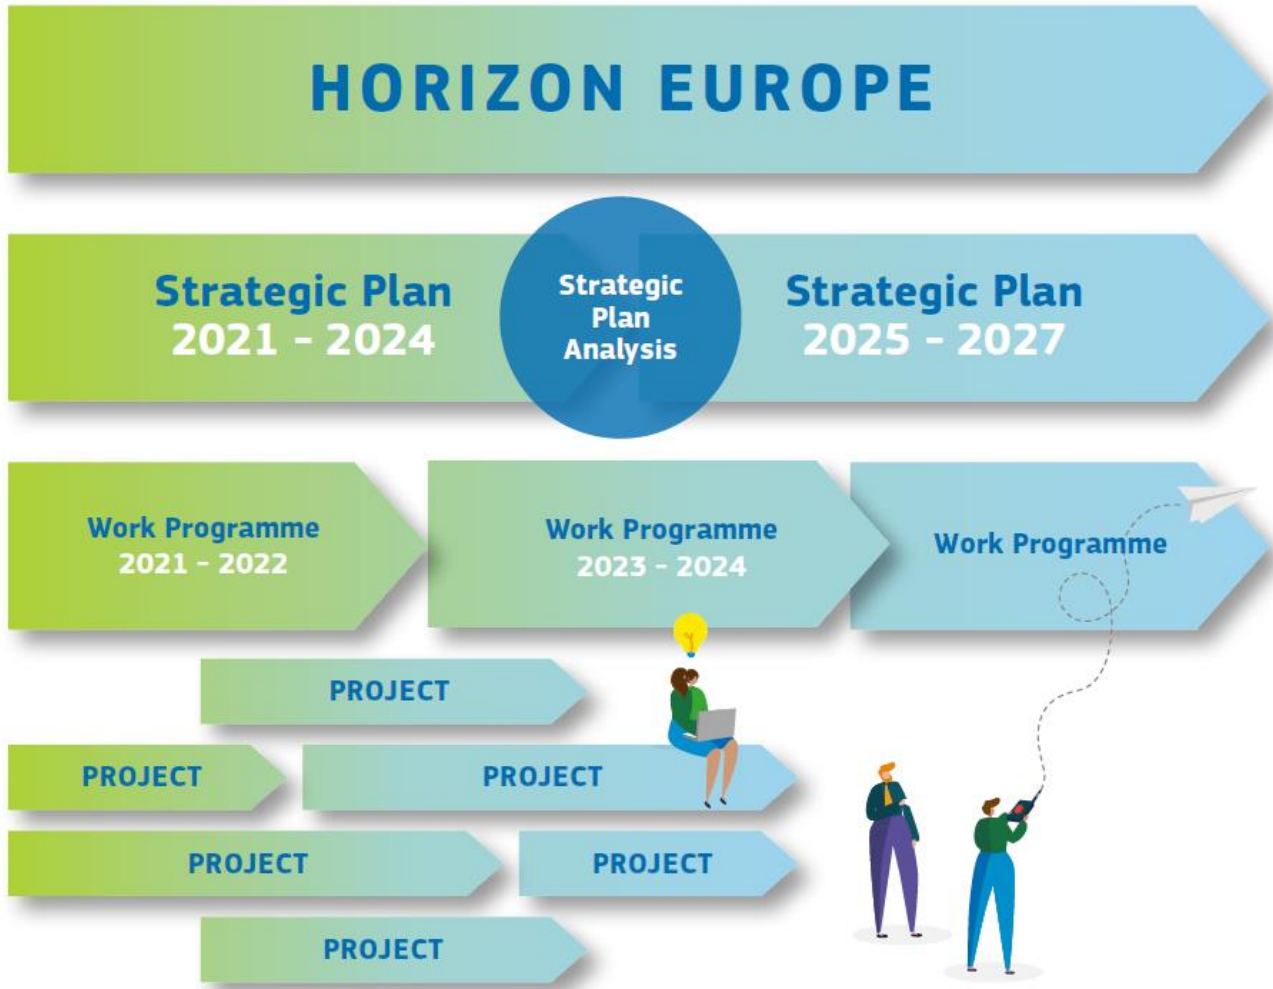 HORIZON EUROPE
Strategic Plan
2021 - 2024
Strategic
Plan
Analysis
Strategic Plan
2025 - 2027
Work Programme
2021 - 2022
Work Programme
2023 - 2024
Work Programme
PROJECT
PROJECT
PROJECT
PROJECT
PROJECT
PROJECT